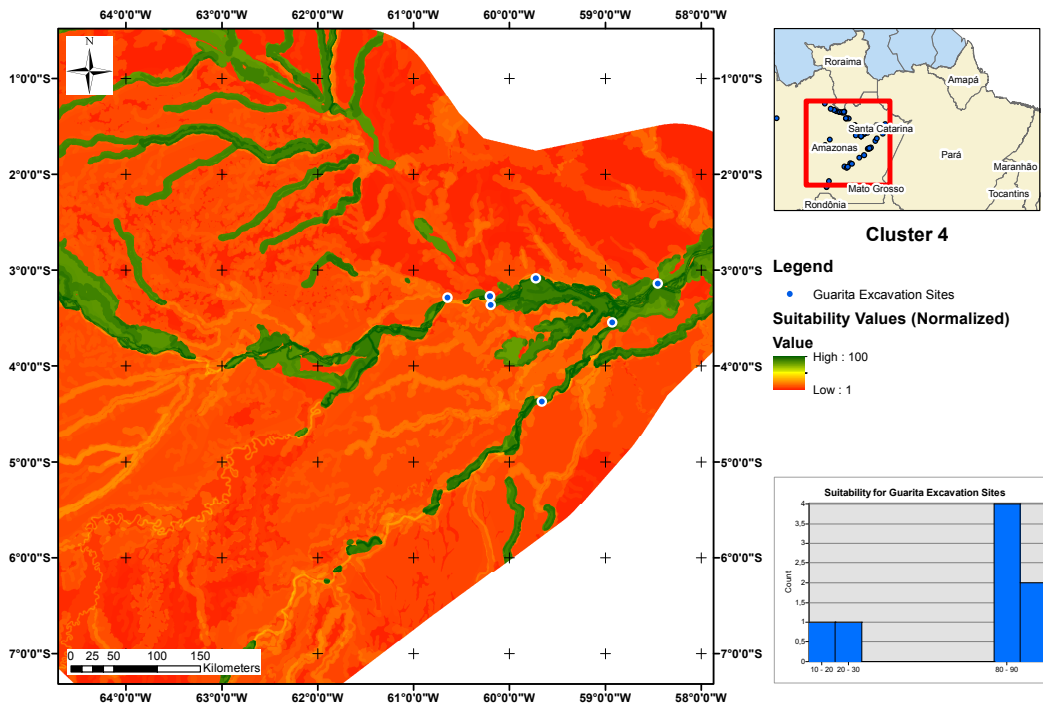 64°0'0"W 63°0'0"W 62°0'0"W 61°0'0"W 60°0'0"W 59°0'0"W 58°0'0"W
N
1°0'0"S 1°0'0"S
2°0'0"S 2°0'0"S
3°0'0"S 3°0'0"S
4°0'0"S 4°0'0"S
5°0'0"S 5°0'0"S
6°0'0"S 6°0'0"S
7°0'0"S 7°0'0"S
0 25 50 100 150
Kilometers
64°0'0"W 63°0'0"W 62°0'0"W 61°0'0"W 60°0'0"W 59°0'0"W 58°0'0"W
Roraima
Amapá
Santa Catarina
Amazonas
Pará
Maranhão
Mato Grosso
Tocantins
Rondônia
Cluster 4
Legend
Guarita Excavation Sites
Suitability Values (Normalized)
Value
High : 100
Low : 1
Suitability for Guarita Excavation Sites
4
3,5
3
2,5
2
1,5
1
0,5
0
Count
10 - 20 29 - 30 80 - 90